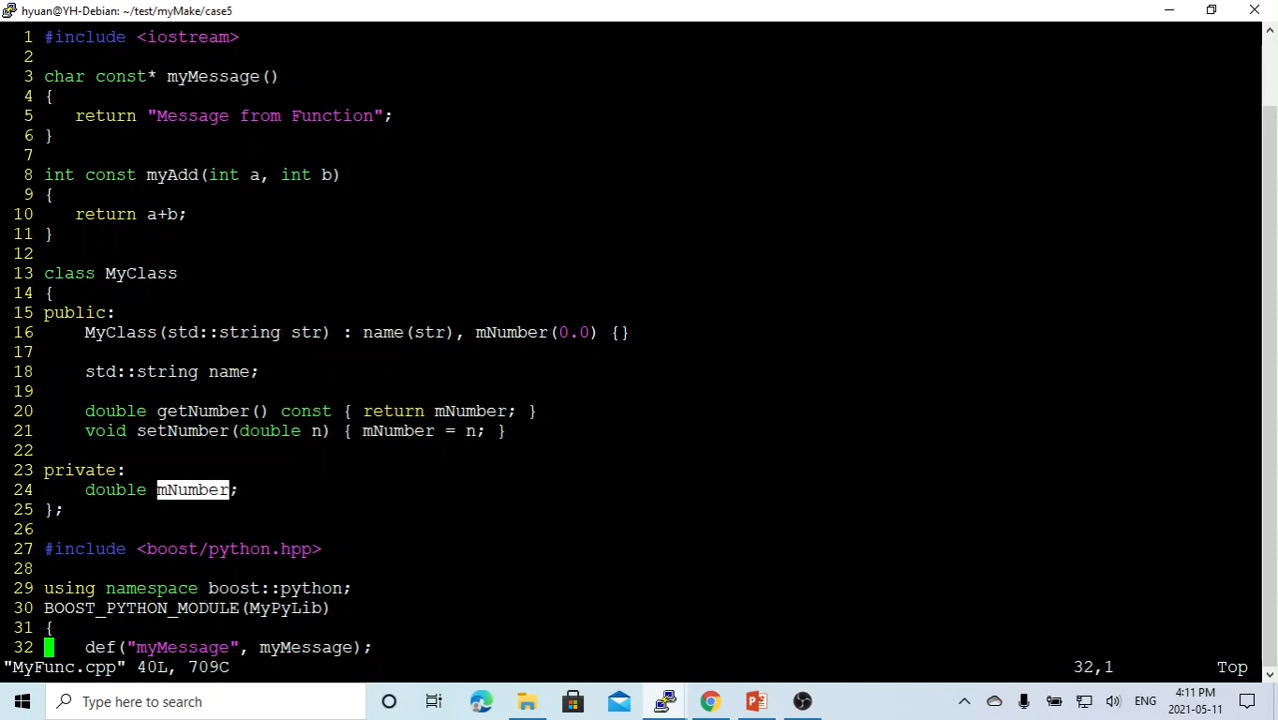 hyuan@YH-Debian: ~/test/myMake/case5
1 #include <iostream>
2
3 char const* myMessage()
4 {
5    return "Message from Function";
6 }
7
8 int const myAdd(int a, int b)
9 {
10    return a+b;
11 }
12
13 class MyClass
14 {
15 public:
16     MyClass(std::string str) : name(str), mNumber(0.0) {}
17
18     std::string name;
19
20     double getNumber() const { return mNumber; }
21     void setNumber(double n) { mNumber = n; }
22
23 private:
24     double mNumber;
25 };
26
27 #include <boost/python.hpp>
28
29 using namespace boost::python;
30 BOOST_PYTHON_MODULE(MyPyLib)
31 {
32     def("myMessage", myMessage);
"MyFunc.cpp" 40L, 709C 32,1 Top
Type here to search
ENG
4:11 PM
2021-05-11